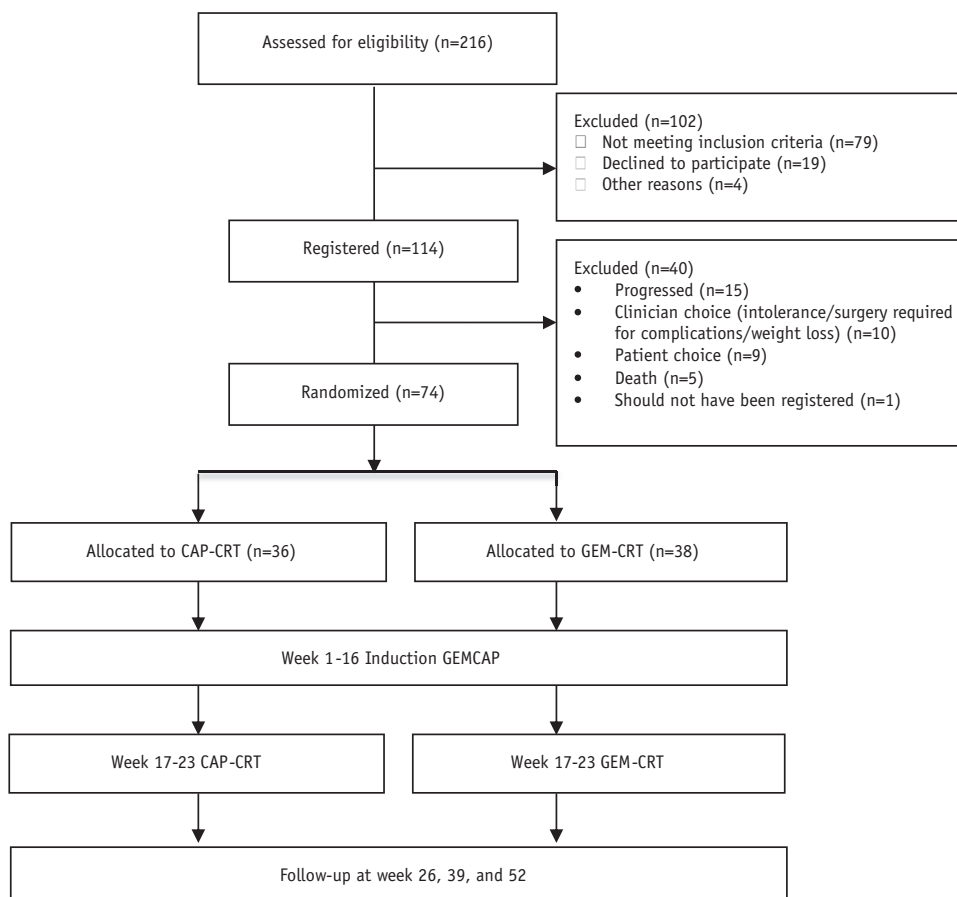 Assessed for eligibility (n=216)
Excluded (n=102)
□ Not meeting inclusion criteria (n=79)
□ Declined to participate (n=19)
□ Other reasons (n=4)
Registered (n=114)
Excluded (n=40)
• Progressed (n=15)
• Clinician choice (intolerance/surgery required
for complications/weight loss) (n=10)
• Patient choice (n=9)
• Death (n=5)
• Should not have been registered (n=1)
Randomized (n=74)
Allocated to CAP-CRT (n=36)
Allocated to GEM-CRT (n=38)
Week 1-16 Induction GEMCAP
Week 17-23 CAP-CRT
Week 17-23 GEM-CRT
Follow-up at week 26, 39, and 52